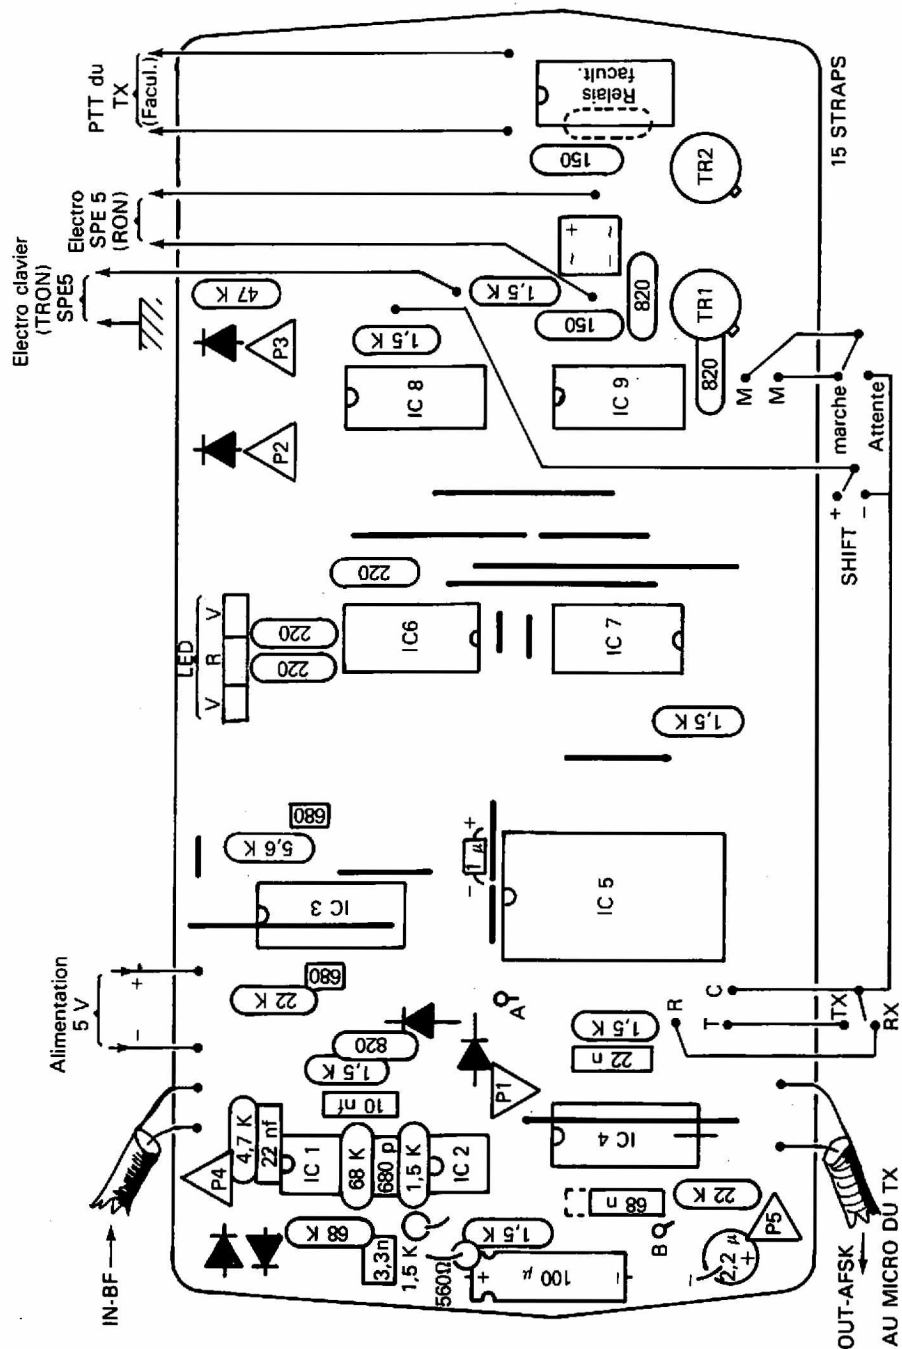 PTT du
TX
(Facul.)
Electro
SPE 5
(RON)
Electro clavier
(TRON)
SPE5
Relais
facult.
150
TR2
15 STRAPS
+
~
~
−
47 K
1,5 K
150
820
TR1
P3
1,5 K
IC 8
IC 9
820
M
M
marche
Attente
P2
+
−
SHIFT
220
LED
V
R
V
220
220
IC6
IC 7
1,5 K
680
5,6 K
1 µ
+
−
IC 3
IC 5
Alimentation
5 V
+
−
680
22 K
A
C
R
T
TX
RX
820
1,5 K
1,5 K
22 n
10 nf
P1
4,7 K
22 nf
P4
IC 1
68 K
680 p
1,5 K
IC 2
IC 4
68 n
22 K
68 K
3,3n
1,5 K
560Ω
1,5 K
B
P5
+
100 µ
−
2,2 µ
+
−
IN-BF
OUT-AFSK
AU MICRO DU TX